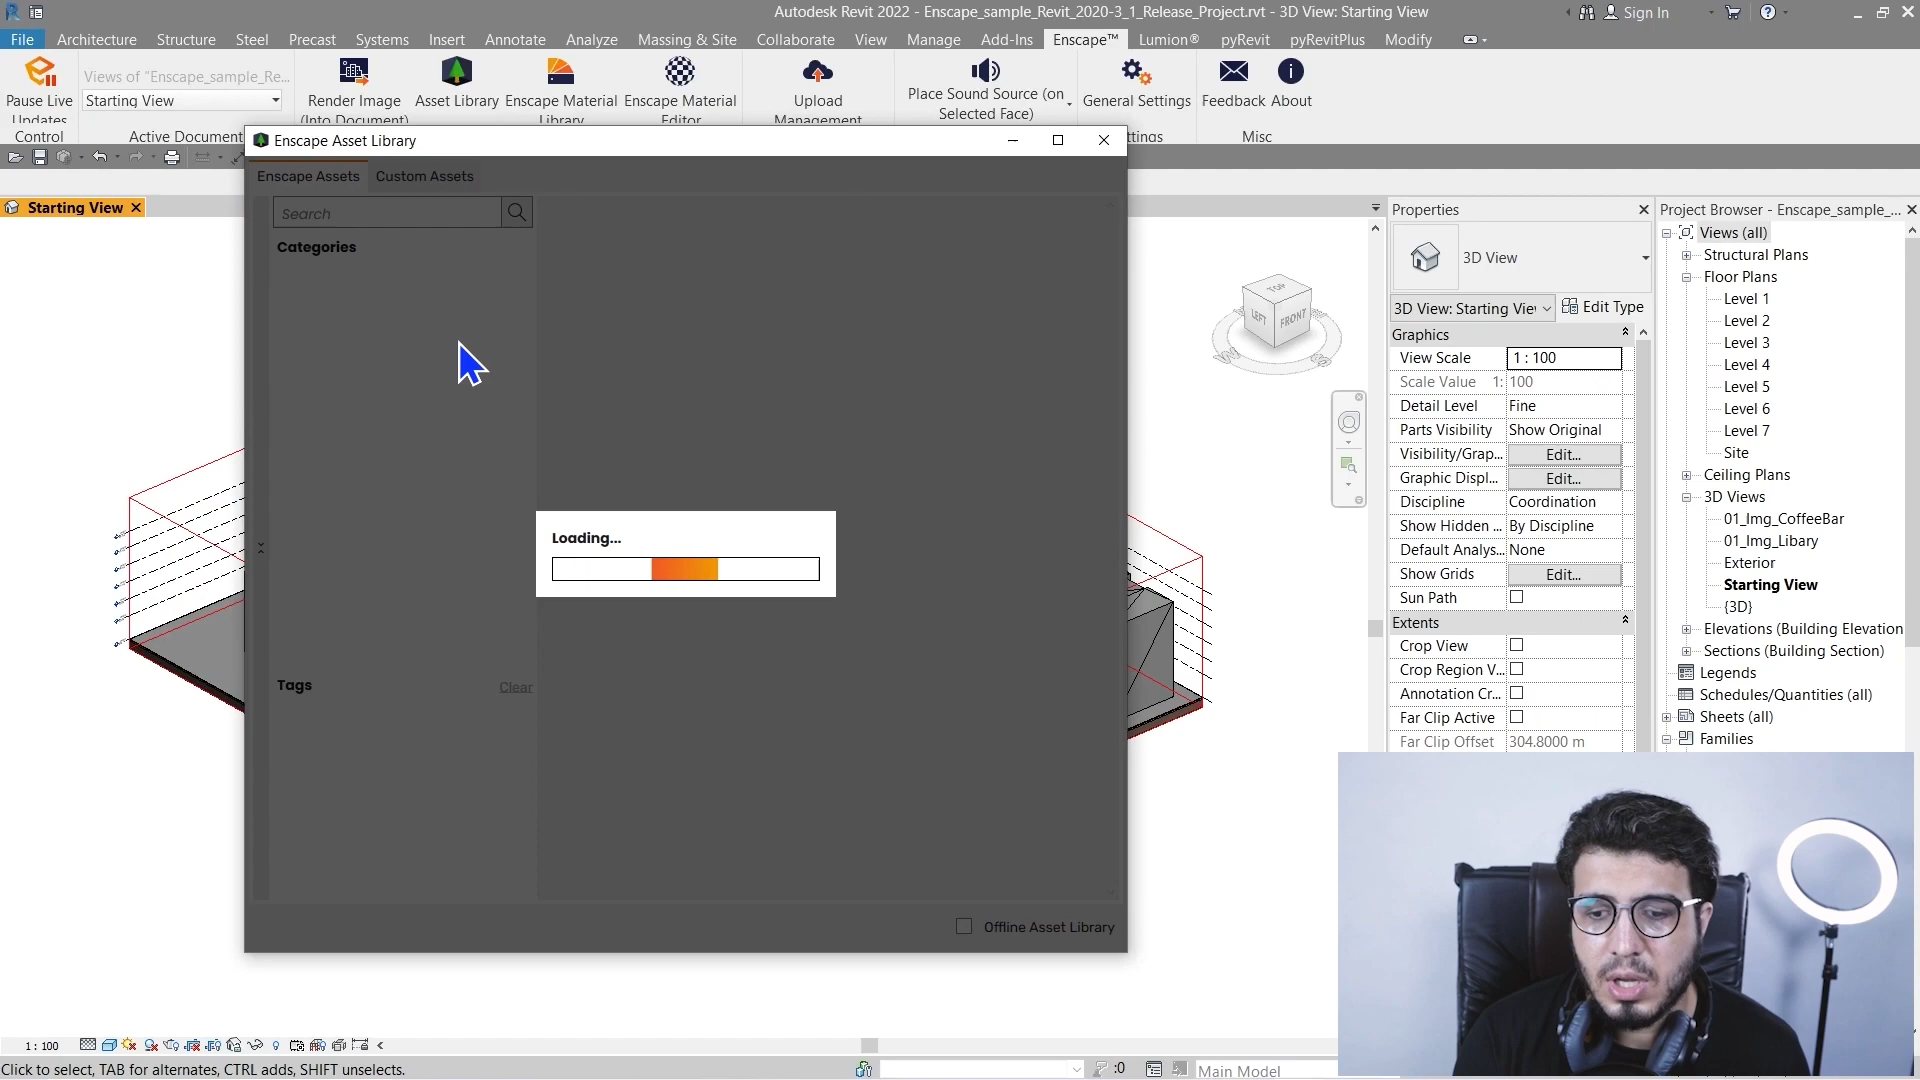 Autodesk Revit 2022 - Enscape_sample_Revit_2020-3_1_Release_Project.rvt - 3D View: Starting View
Sign In
File Architecture Structure Steel Precast Systems Insert Annotate Analyze Massing & Site Collaborate View Manage Add-Ins Enscape™ Lumion® pyRevit pyRevitPlus Modify
Pause Live
Updates
Control
Views of "Enscape_sample_Re...
Starting View
Active Document
Render Image
(Into Document)
Asset Library
Enscape Material
Library
Enscape Material
Editor
Upload
Management
Place Sound Source (on
Selected Face)
General Settings
ttings
Feedback
About
Misc
Enscape Asset Library
Enscape Assets
Custom Assets
Search
Categories
Loading...
Tags
Clear
Offline Asset Library
Starting View
TOP
LEFT
FRONT
W
S
Properties
3D View
3D View: Starting Vie
Edit Type
Graphics
View Scale 1 : 100
Scale Value 1: 100
Detail Level Fine
Parts Visibility Show Original
Visibility/Grap... Edit...
Graphic Displ... Edit...
Discipline Coordination
Show Hidden ... By Discipline
Default Analys... None
Show Grids Edit...
Sun Path
Extents
Crop View
Crop Region V...
Annotation Cr...
Far Clip Active
Far Clip Offset 304.8000 m
Project Browser - Enscape_sample_...
Views (all)
Structural Plans
Floor Plans
Level 1
Level 2
Level 3
Level 4
Level 5
Level 6
Level 7
Site
Ceiling Plans
3D Views
01_Img_CoffeeBar
01_Img_Libary
Exterior
Starting View
{3D}
Elevations (Building Elevation
Sections (Building Section)
Legends
Schedules/Quantities (all)
Sheets (all)
Families
1 : 100
Click to select, TAB for alternates, CTRL adds, SHIFT unselects.
:0
Main Model